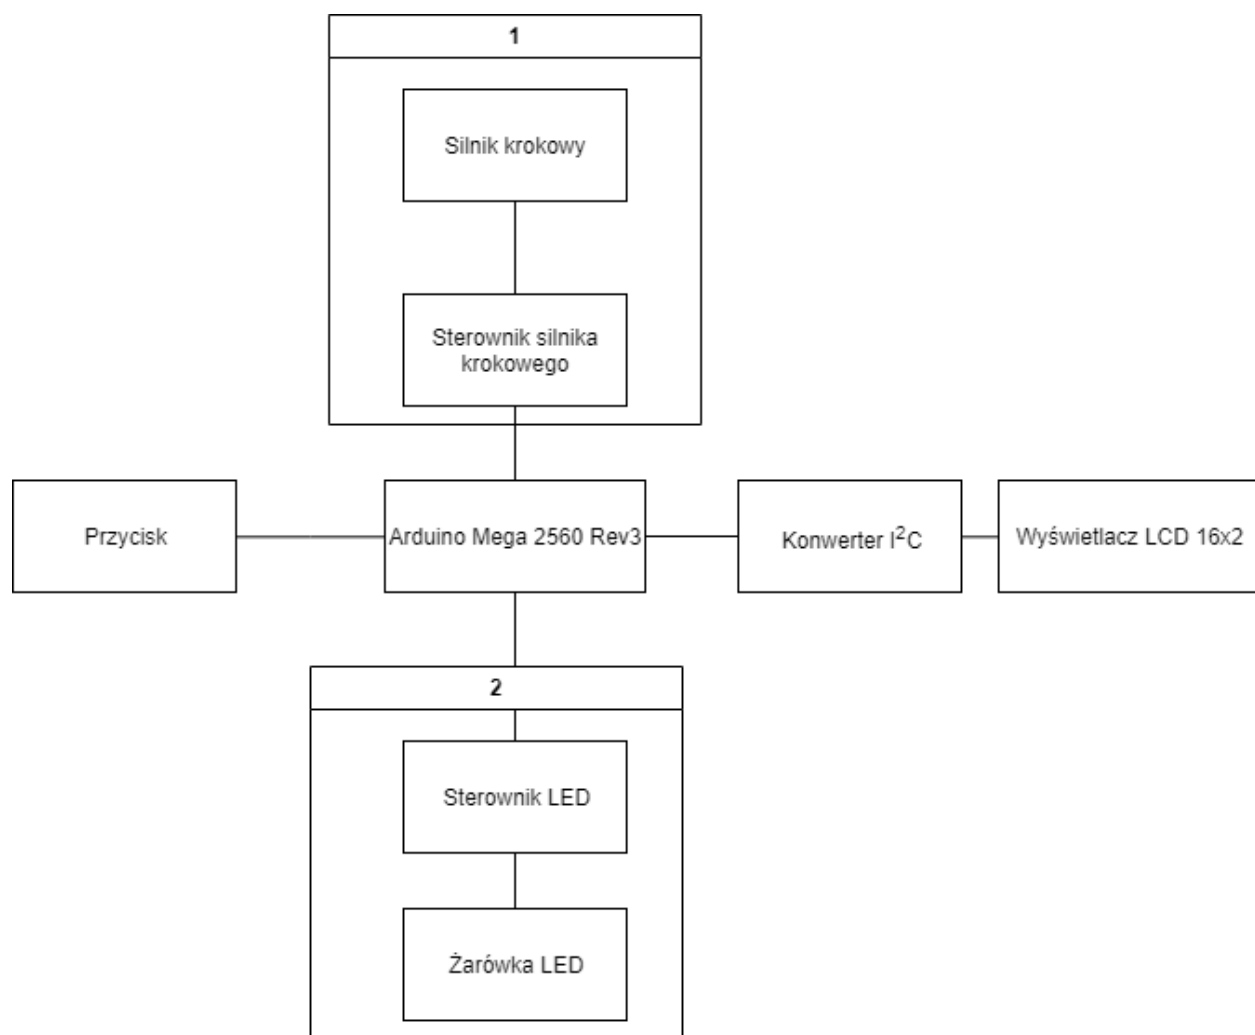 1
Silnik krokowy
Sterownik silnika
krokowego
Przycisk
Arduino Mega 2560 Rev3
Konwerter I²C
Wyświetlacz LCD 16x2
2
Sterownik LED
Żarówka LED